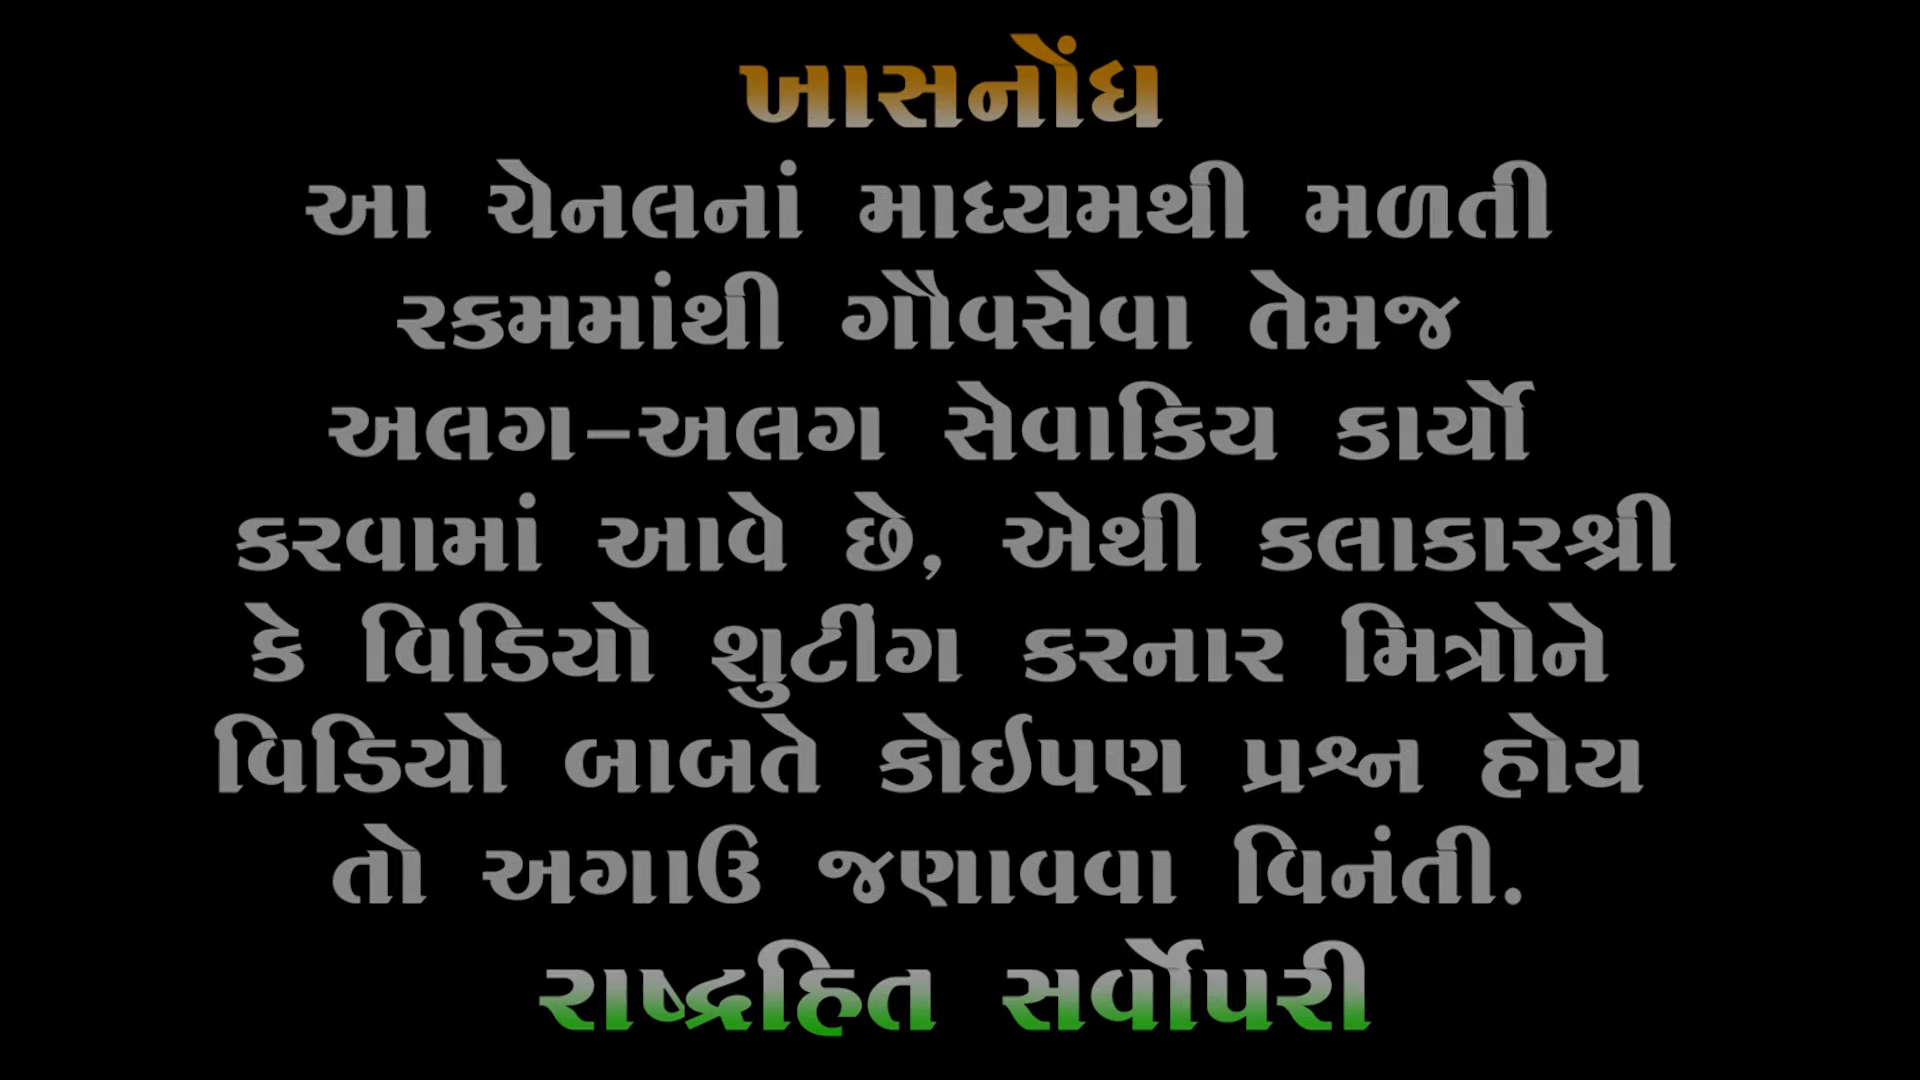 ખાસનોંધ
આ ચેનલનાં માધ્યમથી મળતી
રકમમાંથી ગૌવસેવા તેમજ
અલગ–અલગ સેવાકિય કાર્યો
કરવામાં આવે છે, એથી કલાકારશ્રી
કે વિડિયો શુટીંગ કરનાર મિત્રોને
વિડિયો બાબતે કોઈપણ પ્રશ્ન હોય
તો અગાઉ જણાવવા વિનંતી.
રાષ્ટ્રહિત સર્વોપરી